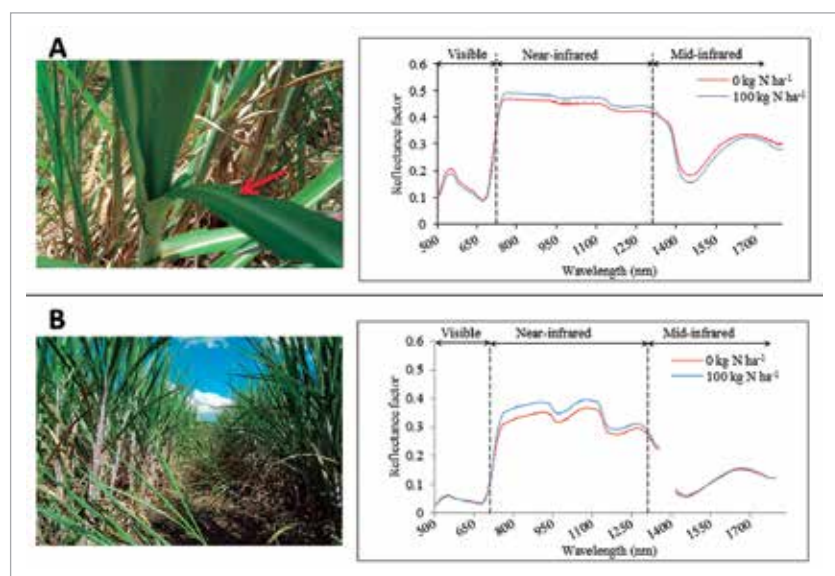 A
Visible Near-infrared Mid-infrared
0.6
0.5
0.4
0.3
0.2
0.1
0
Reflectance factor
0 kg N ha-1
100 kg N ha-1
500 650 800 950 1100 1250 1400 1550 1700
Wavelength (nm)
B
Visible Near-infrared Mid-infrared
0.6
0.5
0.4
0.3
0.2
0.1
0
Reflectance factor
0 kg N ha-1
100 kg N ha-1
500 650 800 950 1100 1250 1400 1550 1700
Wavelength (nm)